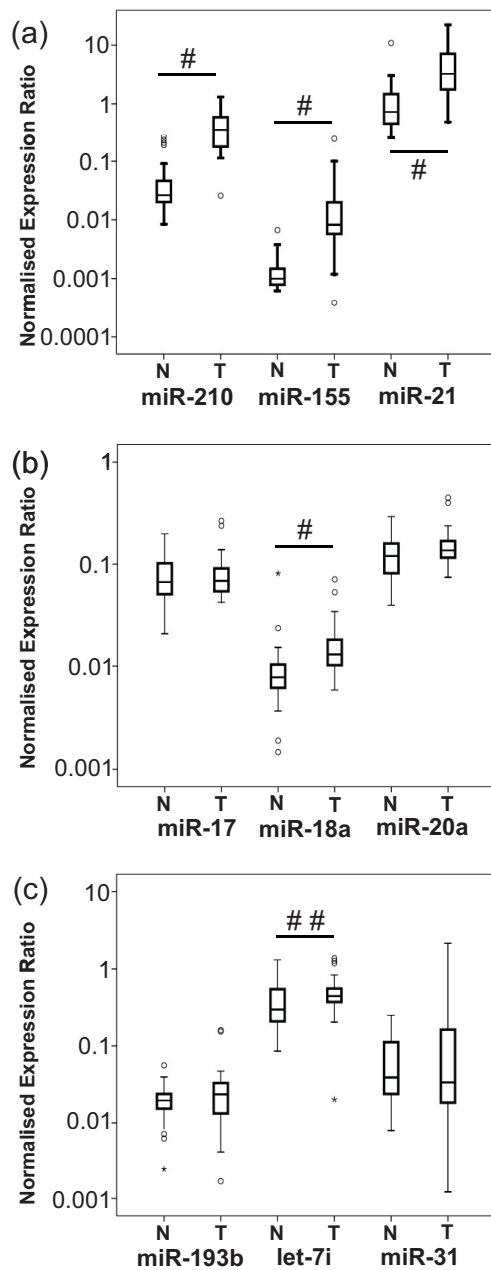 (a)
Normalised Expression Ratio
10
1
0.1
0.01
0.001
0.0001
#
#
#
N T N T N T
miR-210 miR-155 miR-21
(b)
Normalised Expression Ratio
1
0.1
0.01
0.001
#
N T N T N T
miR-17 miR-18a miR-20a
(c)
Normalised Expression Ratio
10
1
0.1
0.01
0.001
# #
N T N T N T
miR-193b let-7i miR-31